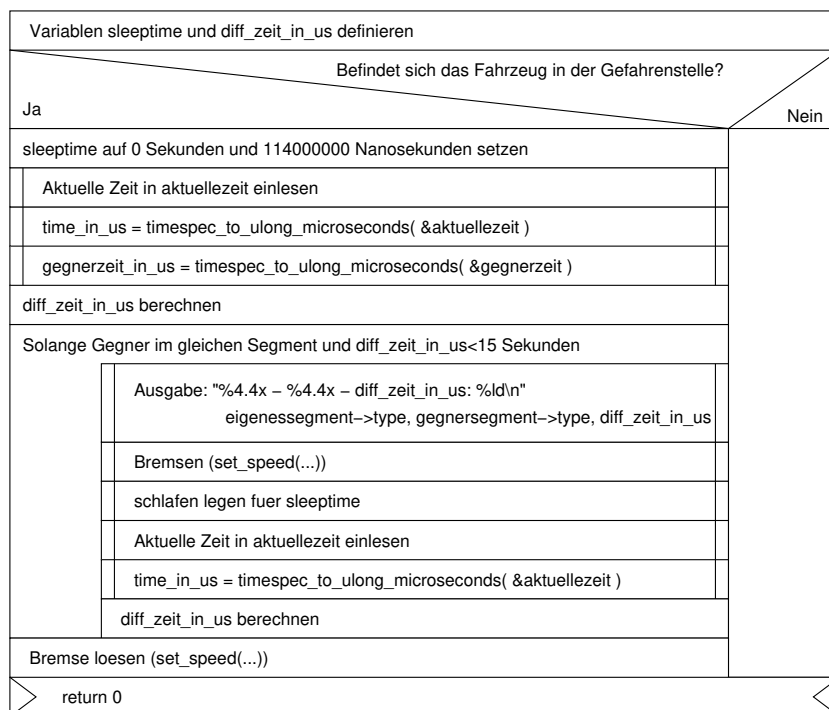 Variablen sleeptime und diff_zeit_in_us definieren
Befindet sich das Fahrzeug in der Gefahrenstelle?
Ja
Nein
sleeptime auf 0 Sekunden und 114000000 Nanosekunden setzen
Aktuelle Zeit in aktuellezeit einlesen
time_in_us = timespec_to_ulong_microseconds( &aktuellezeit )
gegnerzeit_in_us = timespec_to_ulong_microseconds( &gegnerzeit )
diff_zeit_in_us berechnen
Solange Gegner im gleichen Segment und diff_zeit_in_us<15 Sekunden
Ausgabe: "%4.4x − %4.4x − diff_zeit_in_us: %ld\n"
eigenessegment−>type, gegnersegment−>type, diff_zeit_in_us
Bremsen (set_speed(...))
schlafen legen fuer sleeptime
Aktuelle Zeit in aktuellezeit einlesen
time_in_us = timespec_to_ulong_microseconds( &aktuellezeit )
diff_zeit_in_us berechnen
Bremse loesen (set_speed(...))
return 0